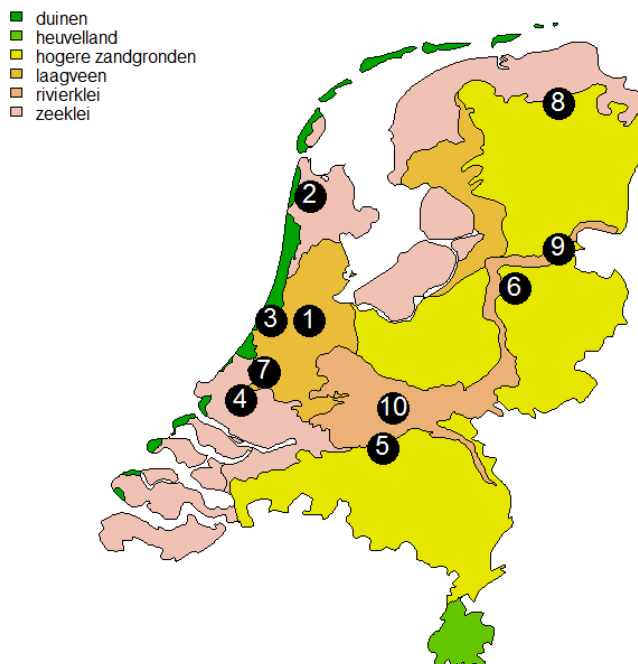 duinen
heuvelland
hogere zandgronden
laagveen
rivierklei
zeeklei
8
2
9
6
3
1
7
4
10
5